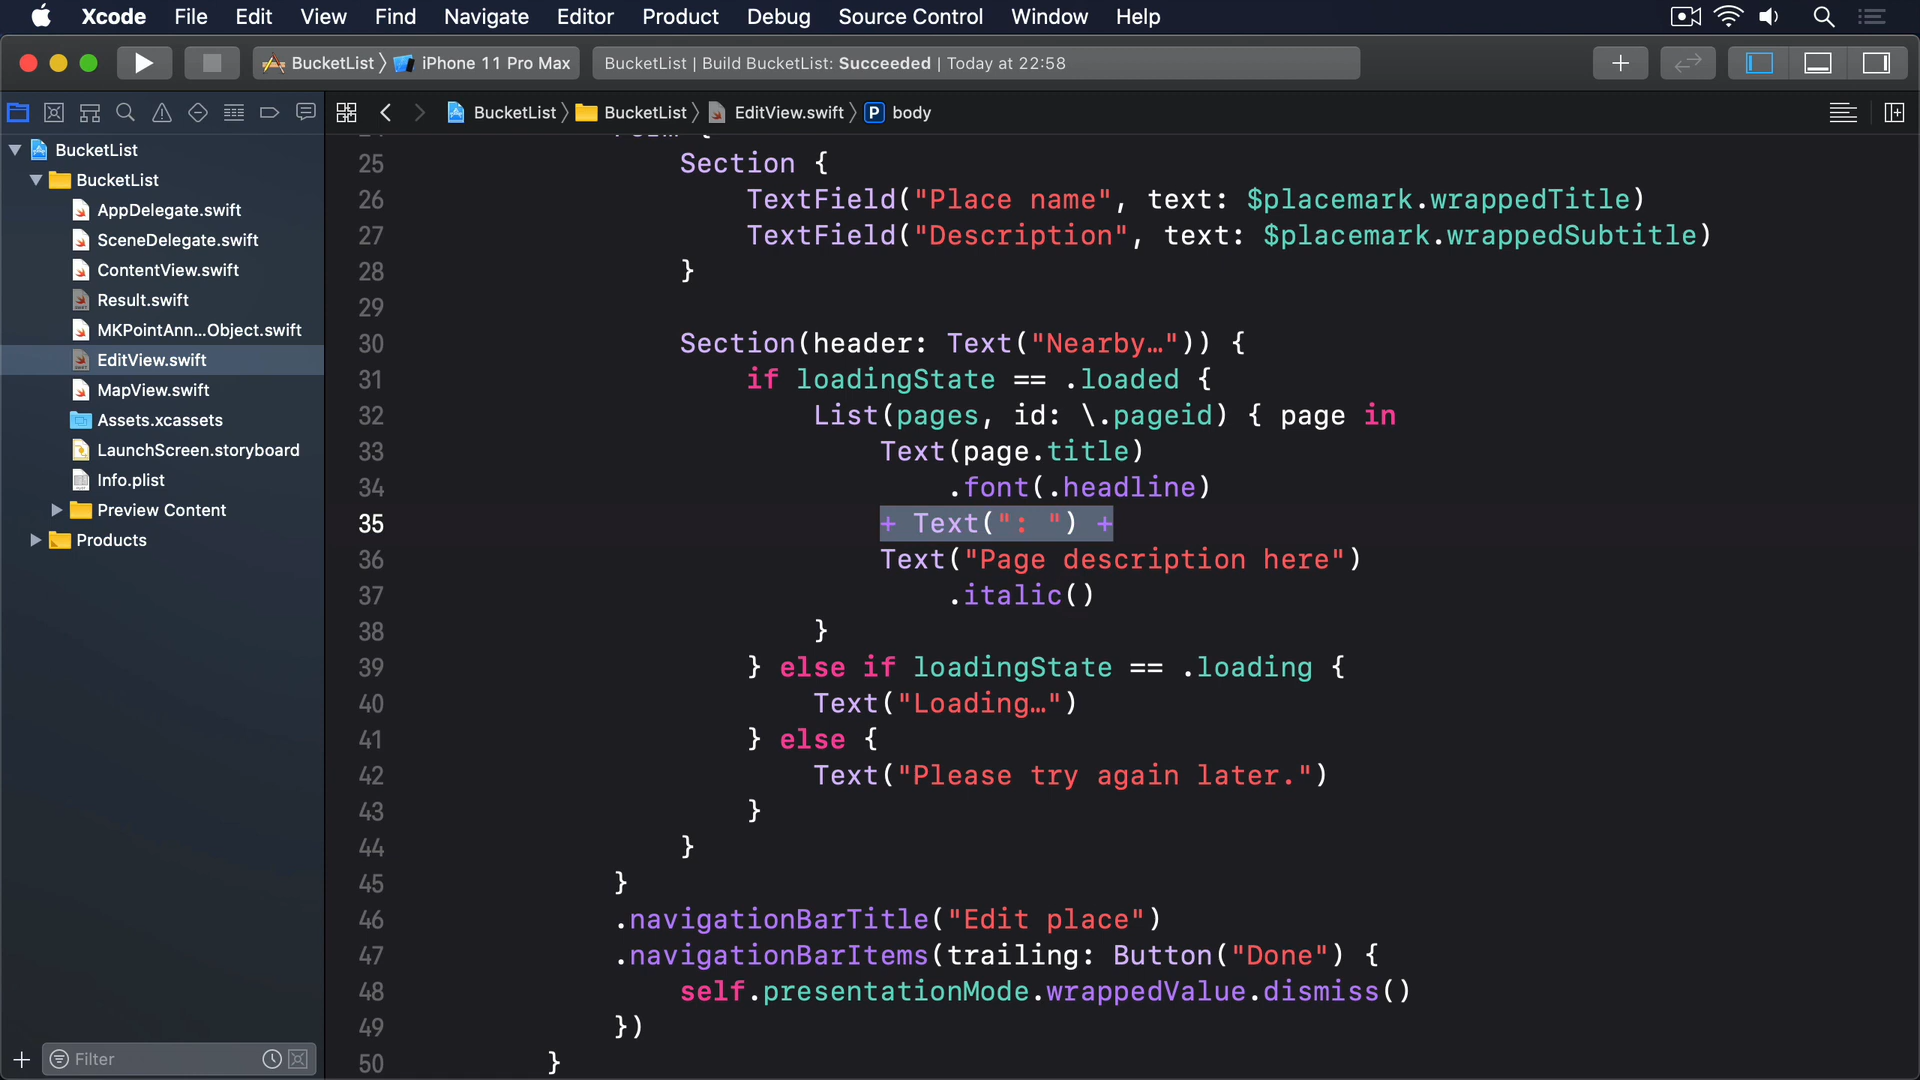 Xcode File Edit View Find Navigate Editor Product Debug Source Control Window Help
BucketList iPhone 11 Pro Max BucketList | Build BucketList: Succeeded | Today at 22:58
BucketList BucketList EditView.swift P body
BucketList
BucketList
AppDelegate.swift
SceneDelegate.swift
ContentView.swift
Result.swift
MKPointAnn...Object.swift
EditView.swift
MapView.swift
Assets.xcassets
LaunchScreen.storyboard
Info.plist
Preview Content
Products
Filter
25 Section {
26 TextField("Place name", text: $placemark.wrappedTitle)
27 TextField("Description", text: $placemark.wrappedSubtitle)
28 }
29
30 Section(header: Text("Nearby…")) {
31 if loadingState == .loaded {
32 List(pages, id: \.pageid) { page in
33 Text(page.title)
34 .font(.headline)
35 + Text(": ") +
36 Text("Page description here")
37 .italic()
38 }
39 } else if loadingState == .loading {
40 Text("Loading…")
41 } else {
42 Text("Please try again later.")
43 }
44 }
45 }
46 .navigationBarTitle("Edit place")
47 .navigationBarItems(trailing: Button("Done") {
48 self.presentationMode.wrappedValue.dismiss()
49 })
50 }